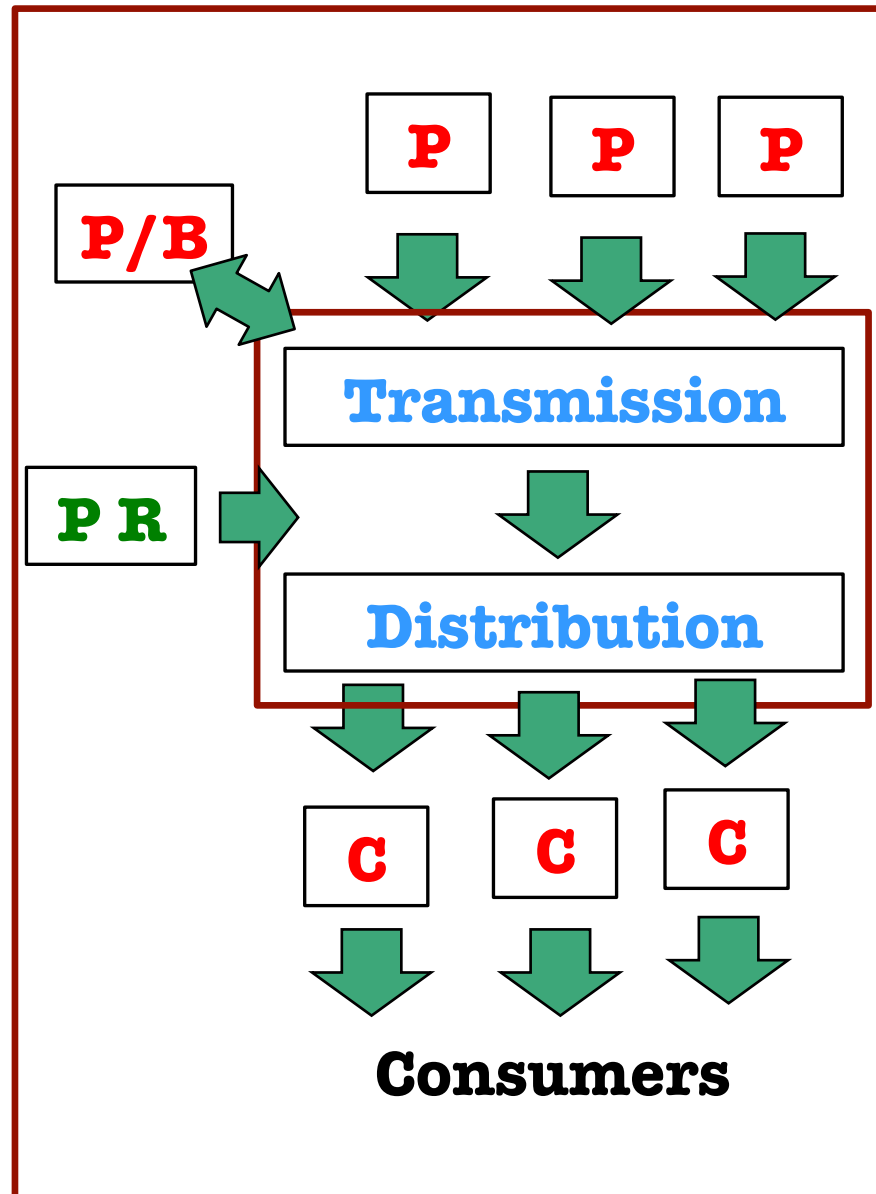 P P P
P/B
Transmission
P R
Distribution
C C C
Consumers